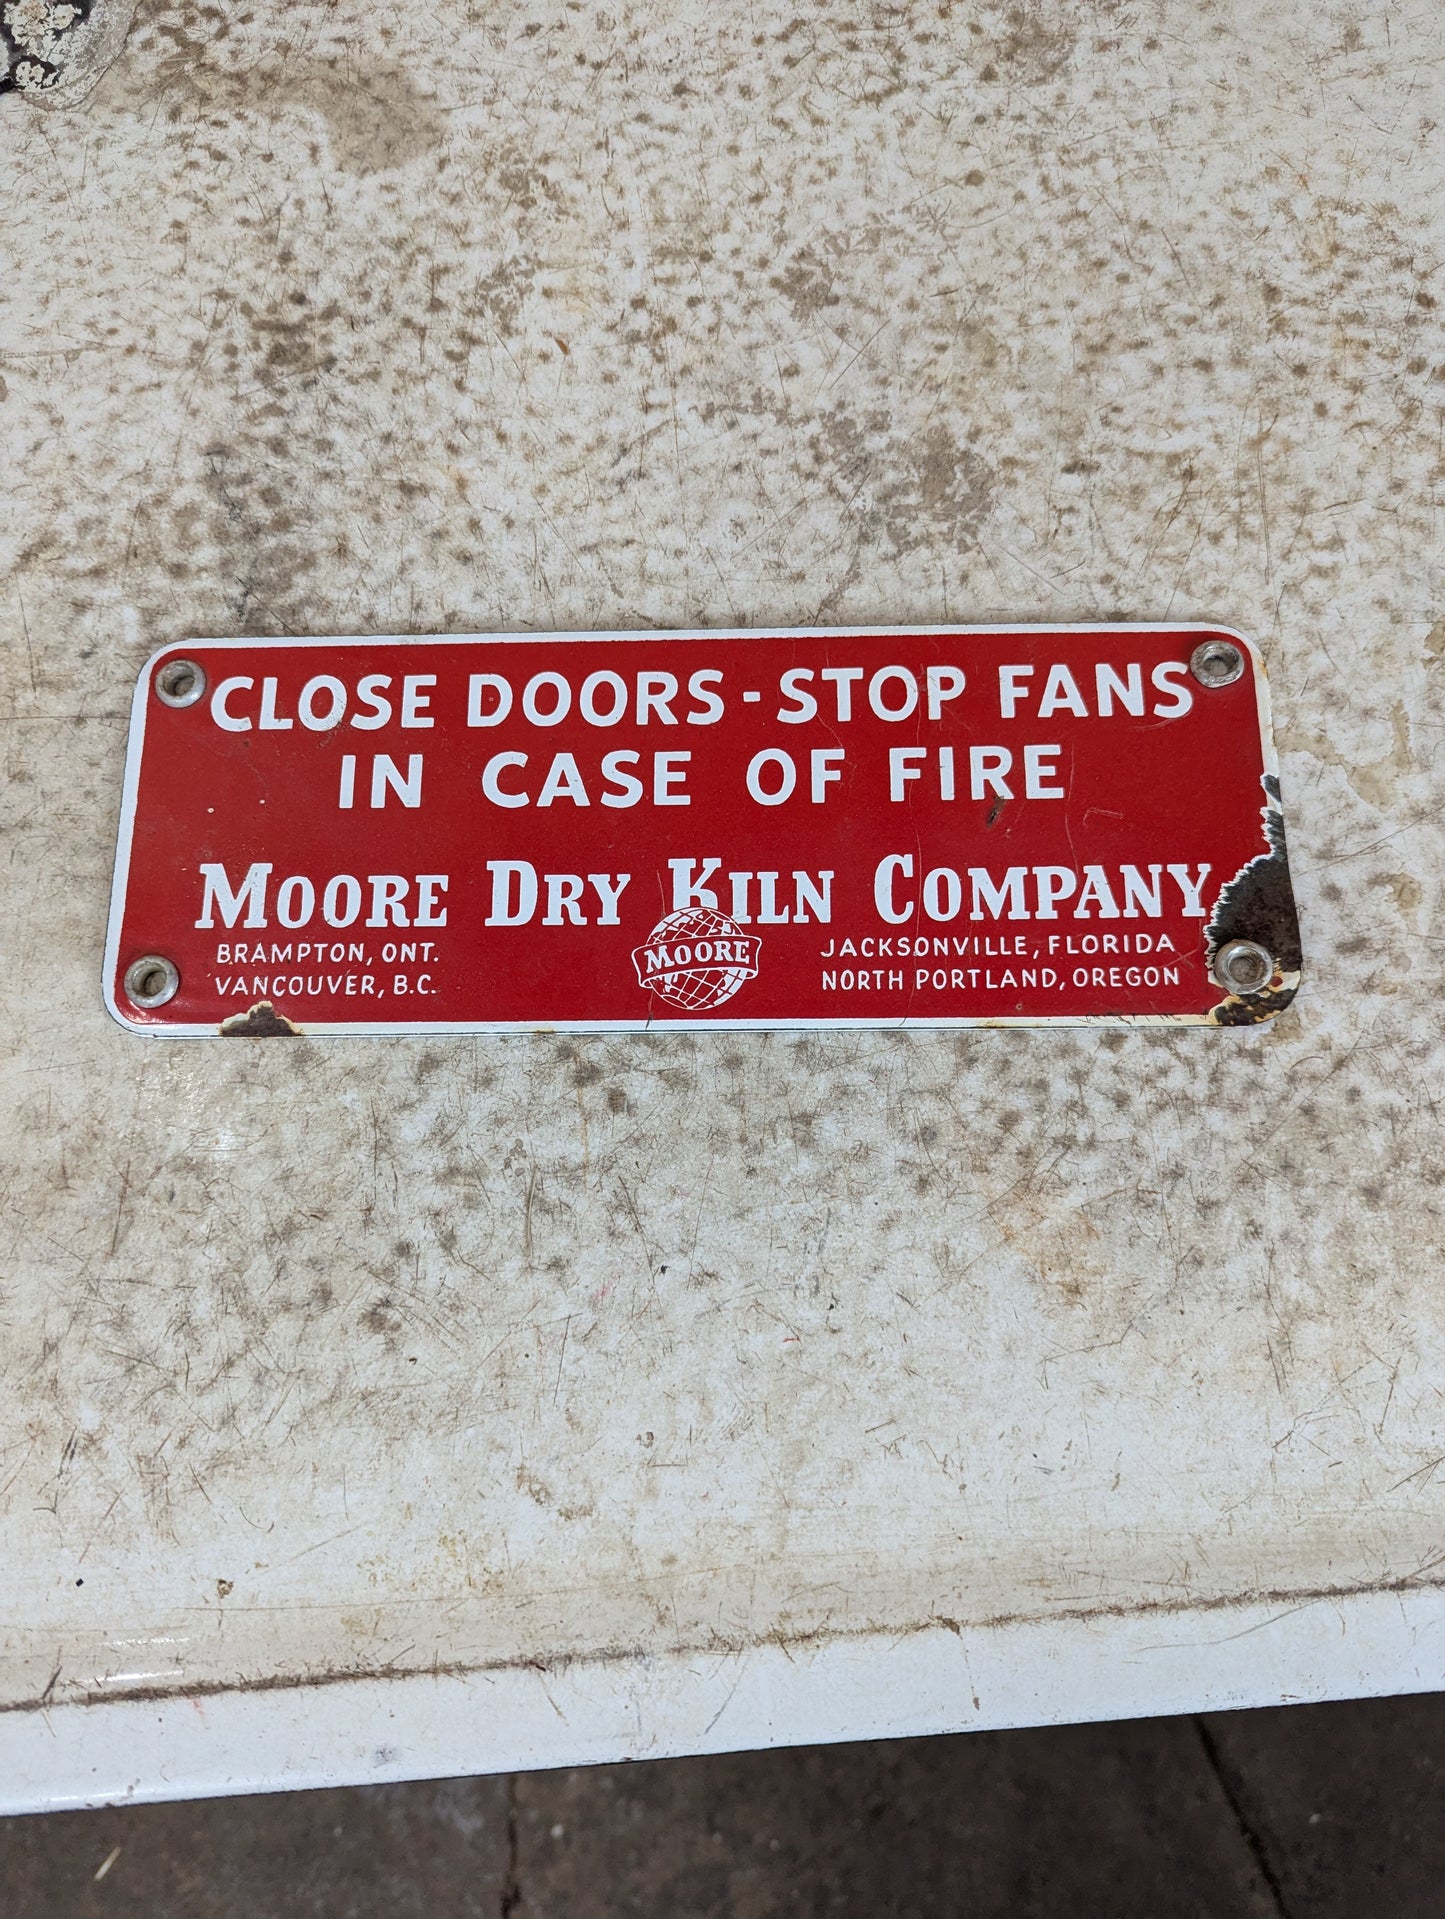 CLOSE DOORS - STOP FANS
IN CASE OF FIRE
MOORE DRY KILN COMPANY
BRAMPTON, ONT.
VANCOUVER, B.C.
MOORE
JACKSONVILLE, FLORIDA
NORTH PORTLAND, OREGON